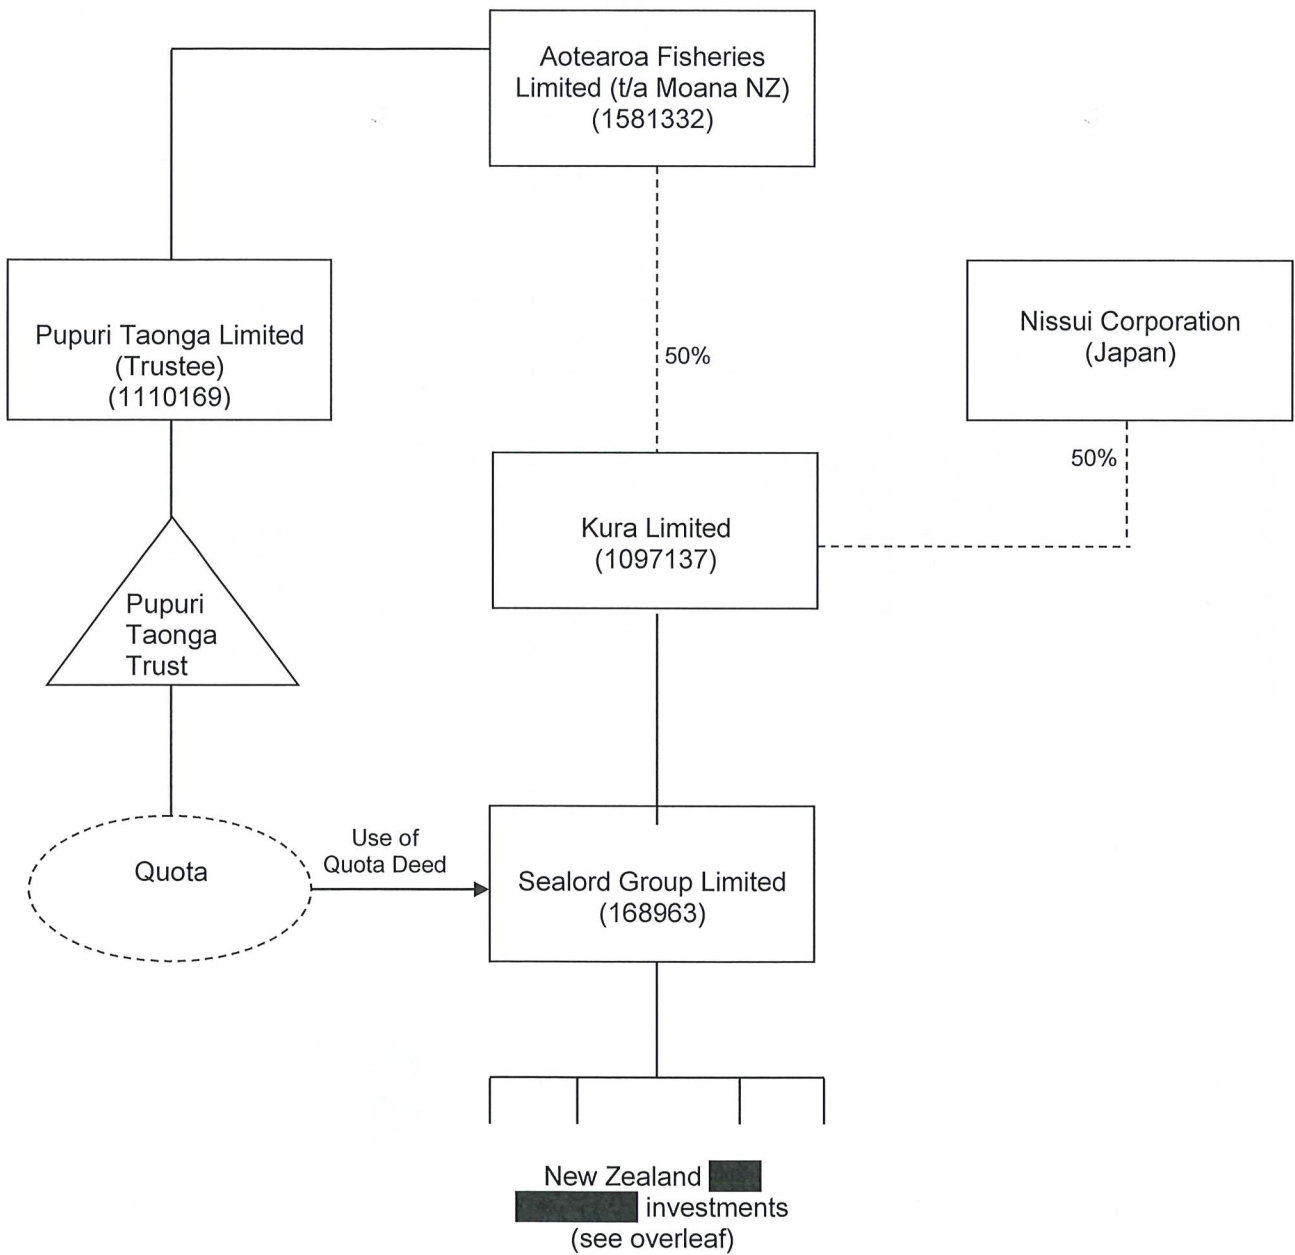 Aotearoa Fisheries
Limited (t/a Moana NZ)
(1581332)
Pupuri Taonga Limited
(Trustee)
(1110169)
Nissui Corporation
(Japan)
50%
50%
Kura Limited
(1097137)
Pupuri
Taonga
Trust
Use of
Quota Deed
Quota
Sealord Group Limited
(168963)
New Zealand
investments
(see overleaf)